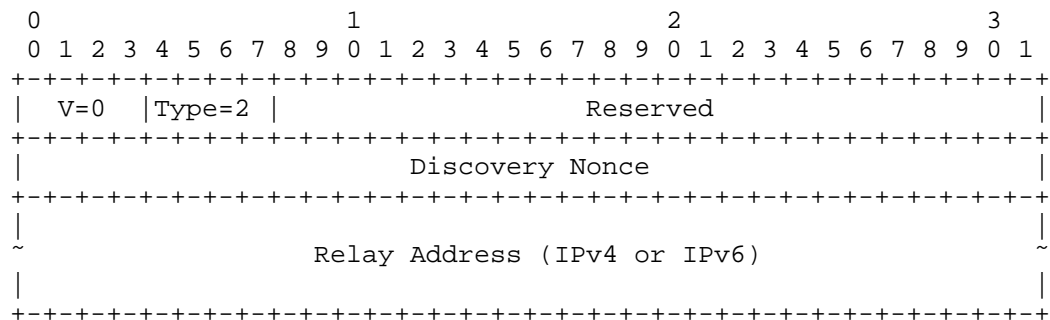 0                   1                   2                   3
 0 1 2 3 4 5 6 7 8 9 0 1 2 3 4 5 6 7 8 9 0 1 2 3 4 5 6 7 8 9 0 1
+-+-+-+-+-+-+-+-+-+-+-+-+-+-+-+-+-+-+-+-+-+-+-+-+-+-+-+-+-+-+-+-+
|  V=0  |Type=2 |                   Reserved                    |
+-+-+-+-+-+-+-+-+-+-+-+-+-+-+-+-+-+-+-+-+-+-+-+-+-+-+-+-+-+-+-+-+
|                        Discovery Nonce                        |
+-+-+-+-+-+-+-+-+-+-+-+-+-+-+-+-+-+-+-+-+-+-+-+-+-+-+-+-+-+-+-+-+
|                                                               |
~                  Relay Address (IPv4 or IPv6)                 ~
|                                                               |
+-+-+-+-+-+-+-+-+-+-+-+-+-+-+-+-+-+-+-+-+-+-+-+-+-+-+-+-+-+-+-+-+